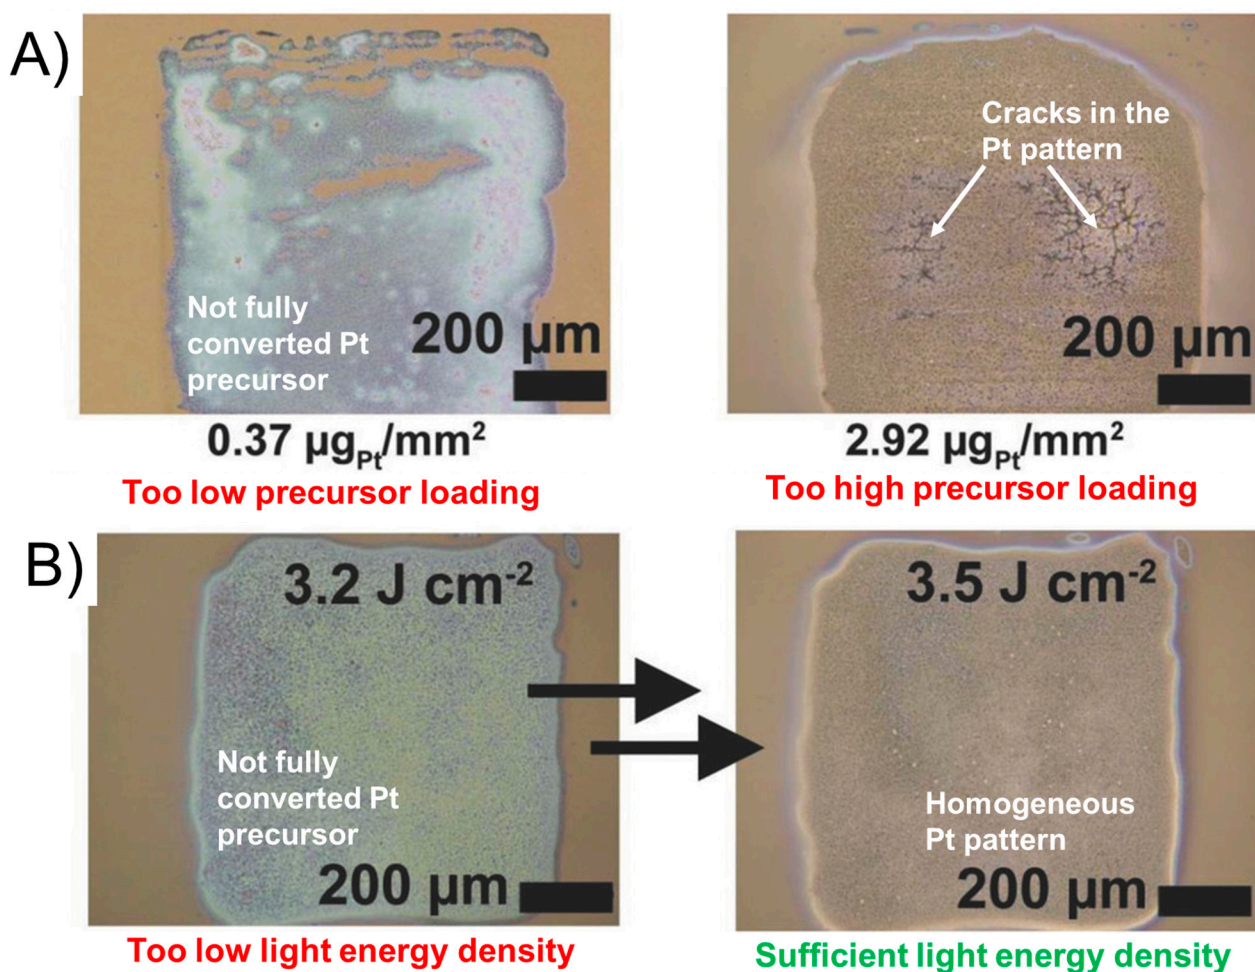 A)
Cracks in the
Pt pattern
Not fully
converted Pt
precursor
200 µm
200 µm
0.37 µg_Pt/mm²
2.92 µg_Pt/mm²
Too low precursor loading
Too high precursor loading
B)
3.2 J cm⁻²
3.5 J cm⁻²
Not fully
converted Pt
precursor
Homogeneous
Pt pattern
200 µm
200 µm
Too low light energy density
Sufficient light energy density